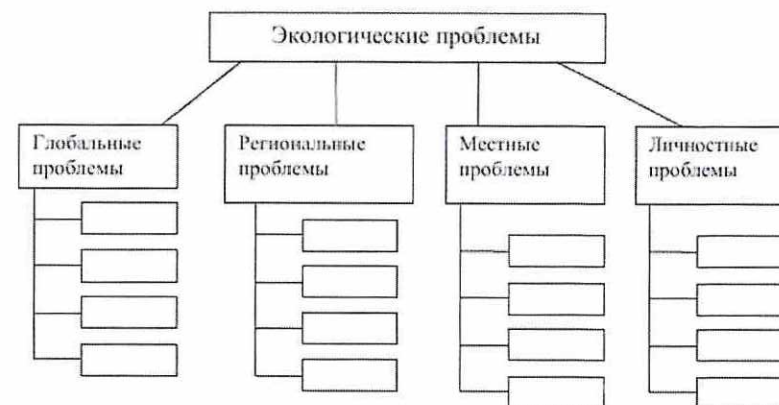 Экологические проблемы
Глобальные
проблемы
Региональные
проблемы
Местные
проблемы
Личностные
проблемы